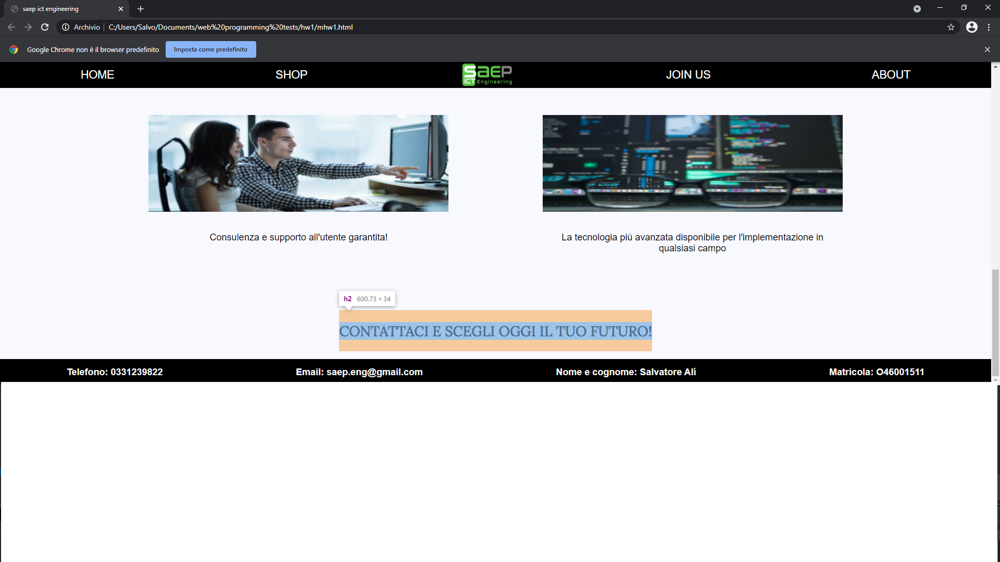 saep ict engineering
Archivio C:/Users/Salvo/Documents/web%20programming%20tests/hw1/mhw1.html
Google Chrome non è il browser predefinito Imposta come predefinito
HOME SHOP SAEP ICT Engineering JOIN US ABOUT
Consulenza e supporto all'utente garantita!
La tecnologia piú avanzata disponibile per l'implementazione in
qualsiasi campo
h2 600.73 × 34
CONTATTACI E SCEGLI OGGI IL TUO FUTURO!
Telefono: 0331239822 Email: saep.eng@gmail.com Nome e cognome: Salvatore Alí Matricola: O46001511